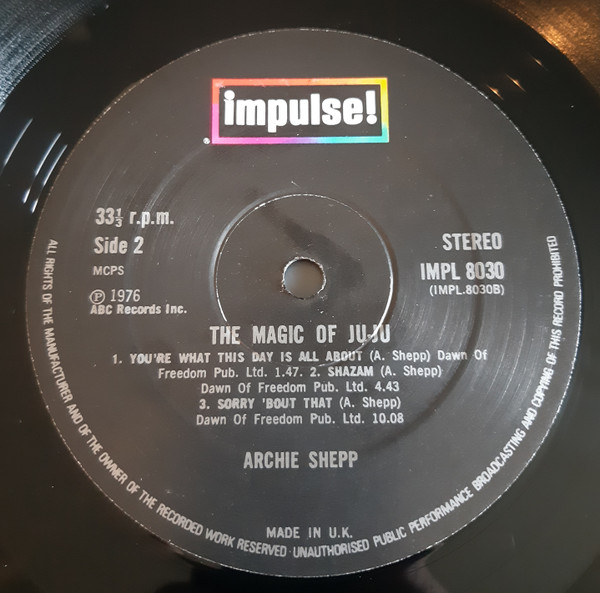 impulse!
33⅓ r.p.m.
Side 2
MCPS
STEREO
IMPL 8030
(IMPL.8030B)
Ⓟ 1976
ABC Records Inc.
THE MAGIC OF JU-JU
1. YOU'RE WHAT THIS DAY IS ALL ABOUT (A. Shepp) Dawn Of
Freedom Pub. Ltd. 1.47. 2. SHAZAM (A. Shepp)
Dawn Of Freedom Pub. Ltd. 4.43
3. SORRY 'BOUT THAT (A. Shepp)
Dawn Of Freedom Pub. Ltd. 10.08
ARCHIE SHEPP
MADE IN U.K.
ALL RIGHTS OF THE MANUFACTURER AND OF THE OWNER OF THE RECORDED WORK RESERVED · UNAUTHORISED PUBLIC PERFORMANCE BROADCASTING AND COPYING OF THIS RECORD PROHIBITED